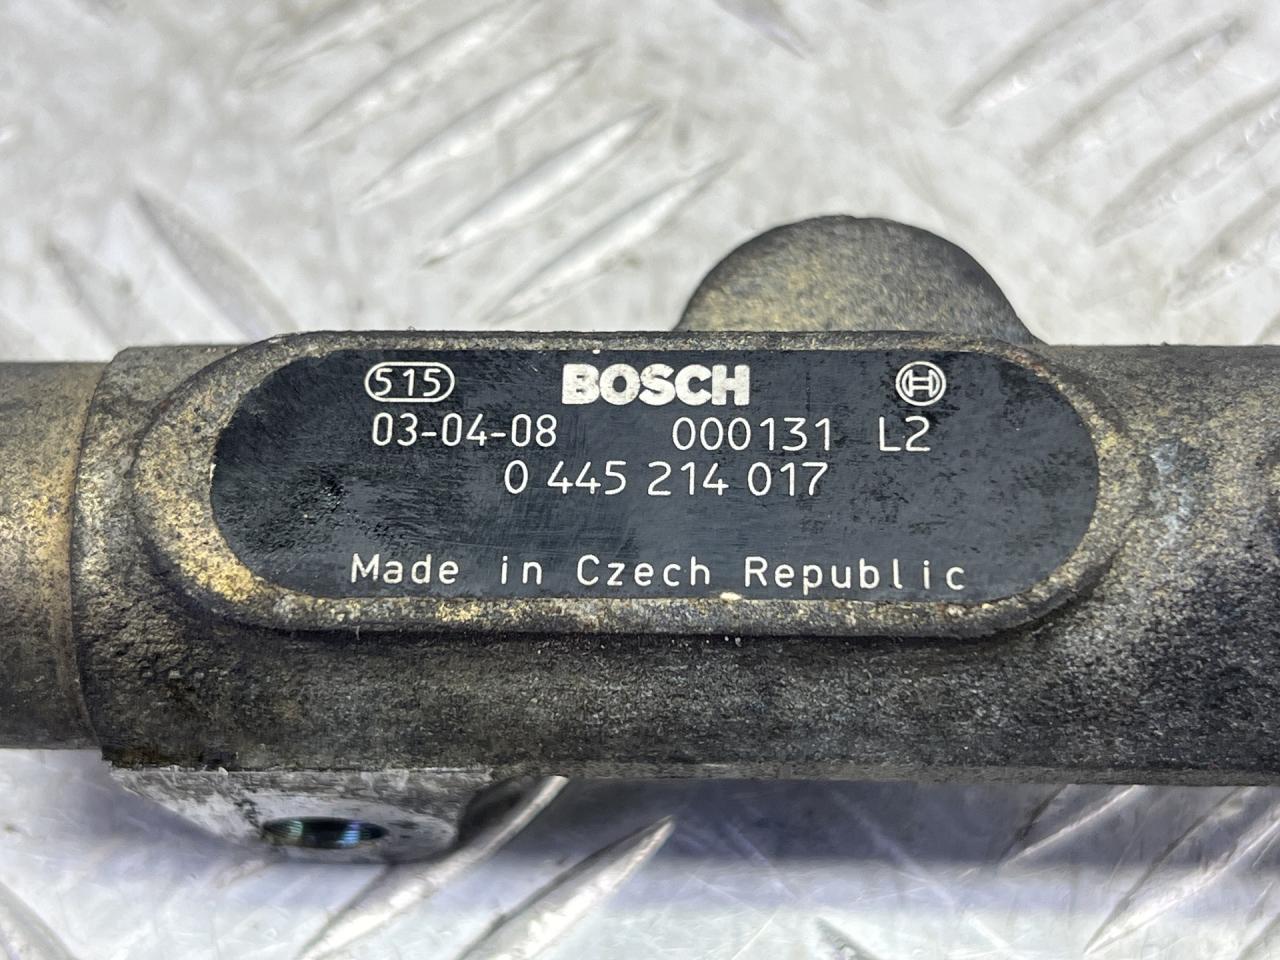 515 BOSCH
03-04-08 000131 L2
0 445 214 017
Made in Czech Republic